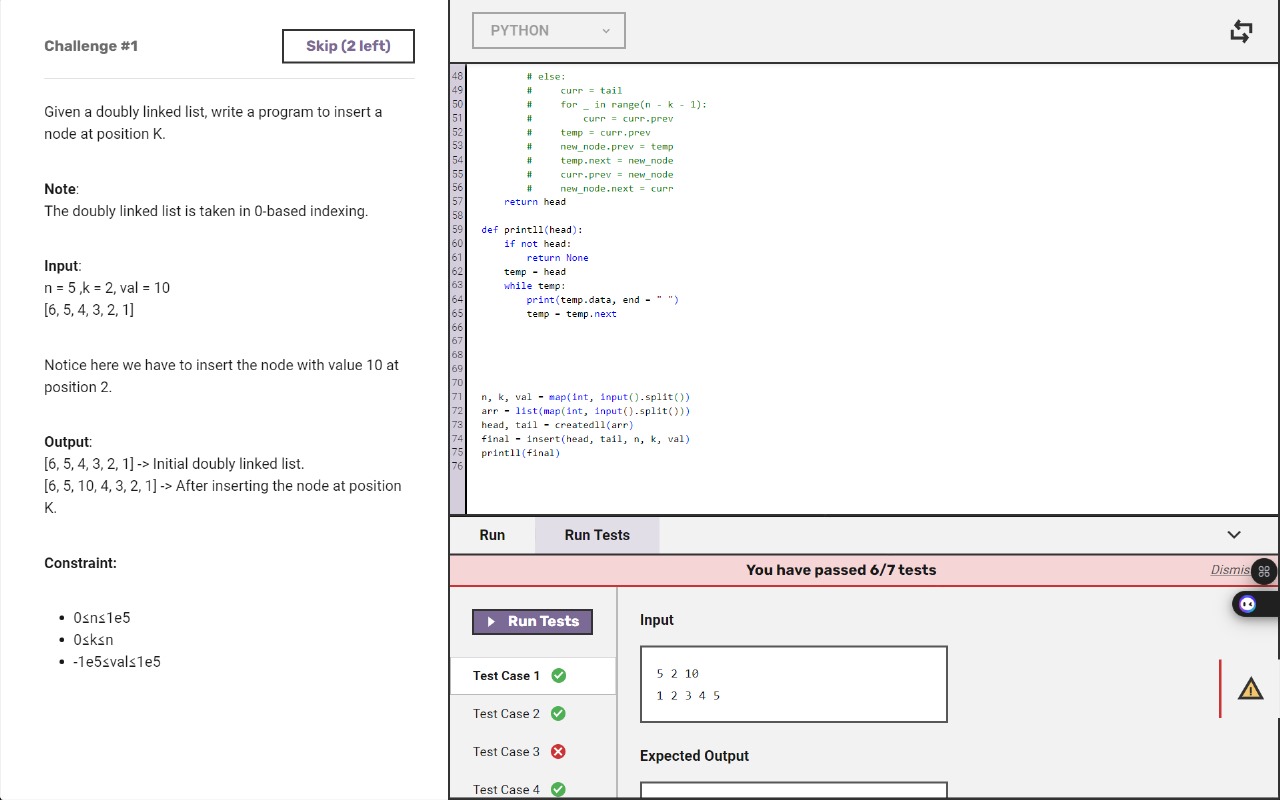 Challenge #1
Skip (2 left)
Given a doubly linked list, write a program to insert a
node at position K.
Note:
The doubly linked list is taken in 0-based indexing.
Input:
n = 5 ,k = 2, val = 10
[6, 5, 4, 3, 2, 1]
Notice here we have to insert the node with value 10 at
position 2.
Output:
[6, 5, 4, 3, 2, 1] -> Initial doubly linked list.
[6, 5, 10, 4, 3, 2, 1] -> After inserting the node at position
K.
Constraint:
• 0≤n≤1e5
• 0≤k≤n
• -1e5≤val≤1e5
PYTHON
48 # else:
49 #     curr = tail
50 #     for _ in range(n - k - 1):
51 #         curr = curr.prev
52 #     temp = curr.prev
53 #     new_node.prev = temp
54 #     temp.next = new_node
55 #     curr.prev = new_node
56 #     new_node.next = curr
57 return head
58
59 def printll(head):
60 if not head:
61 return None
62 temp = head
63 while temp:
64 print(temp.data, end = " ")
65 temp = temp.next
66
67
68
69
70
71 n, k, val = map(int, input().split())
72 arr = list(map(int, input().split()))
73 head, tail = createdll(arr)
74 final = insert(head, tail, n, k, val)
75 printll(final)
76
Run
Run Tests
You have passed 6/7 tests
Dismis
Run Tests
Test Case 1
Test Case 2
Test Case 3
Test Case 4
Input
5 2 10
1 2 3 4 5
Expected Output